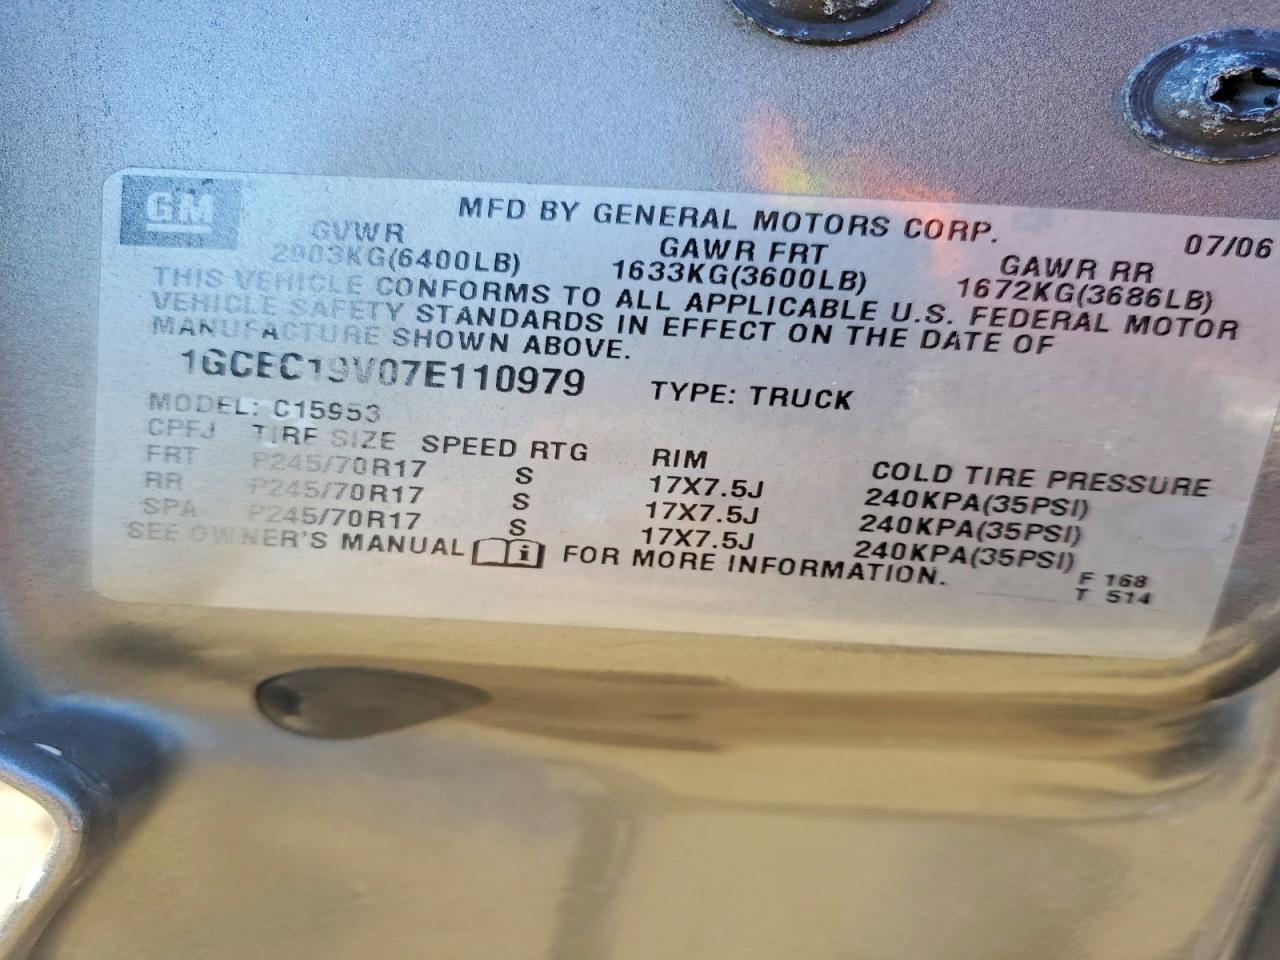 GM
MFD BY GENERAL MOTORS CORP. 07/06
GVWR GAWR FRT GAWR RR
2903KG(6400LB) 1633KG(3600LB) 1672KG(3686LB)
THIS VEHICLE CONFORMS TO ALL APPLICABLE U.S. FEDERAL MOTOR
VEHICLE SAFETY STANDARDS IN EFFECT ON THE DATE OF
MANUFACTURE SHOWN ABOVE.
1GCEC19V07E110979 TYPE: TRUCK
MODEL: C15953
CPFJ TIRE SIZE SPEED RTG RIM COLD TIRE PRESSURE
FRT P245/70R17 S 17X7.5J 240KPA(35PSI)
RR P245/70R17 S 17X7.5J 240KPA(35PSI)
SPA P245/70R17 S 17X7.5J 240KPA(35PSI)
SEE OWNER'S MANUAL i FOR MORE INFORMATION.
F 168
T 514